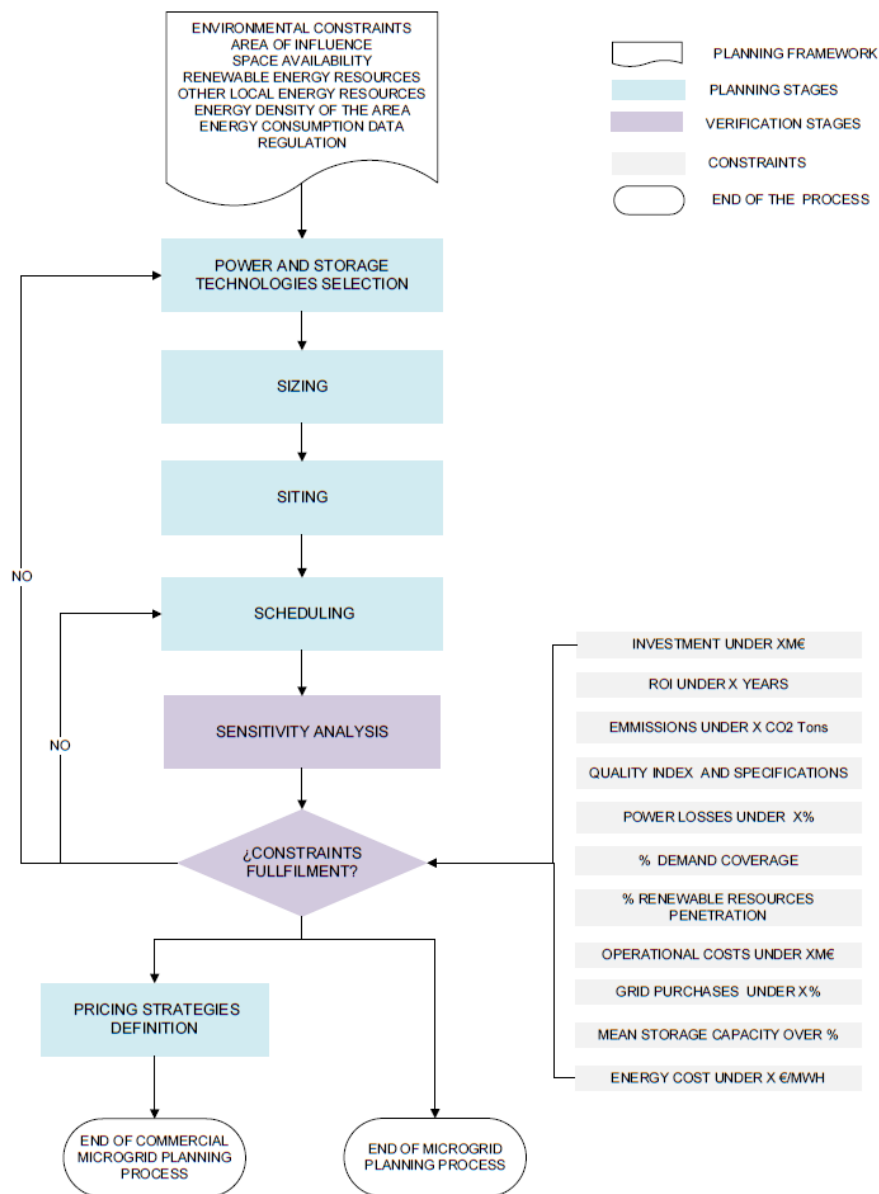 ENVIRONMENTAL CONSTRAINTS
AREA OF INFLUENCE
SPACE AVAILABILITY
RENEWABLE ENERGY RESOURCES
OTHER LOCAL ENERGY RESOURCES
ENERGY DENSITY OF THE AREA
ENERGY CONSUMPTION DATA
REGULATION
PLANNING FRAMEWORK
PLANNING STAGES
VERIFICATION STAGES
CONSTRAINTS
END OF THE PROCESS
POWER AND STORAGE
TECHNOLOGIES SELECTION
SIZING
SITING
NO
SCHEDULING
SENSITIVITY ANALYSIS
NO
¿CONSTRAINTS
FULLFILMENT?
INVESTMENT UNDER XM€
ROI UNDER X YEARS
EMMISSIONS UNDER X CO2 Tons
QUALITY INDEX AND SPECIFICATIONS
POWER LOSSES UNDER X%
% DEMAND COVERAGE
% RENEWABLE RESOURCES
PENETRATION
OPERATIONAL COSTS UNDER XM€
GRID PURCHASES UNDER X%
MEAN STORAGE CAPACITY OVER %
ENERGY COST UNDER X €/MWH
PRICING STRATEGIES
DEFINITION
END OF COMMERCIAL
MICROGRID PLANNING
PROCESS
END OF MICROGRID
PLANNING PROCESS